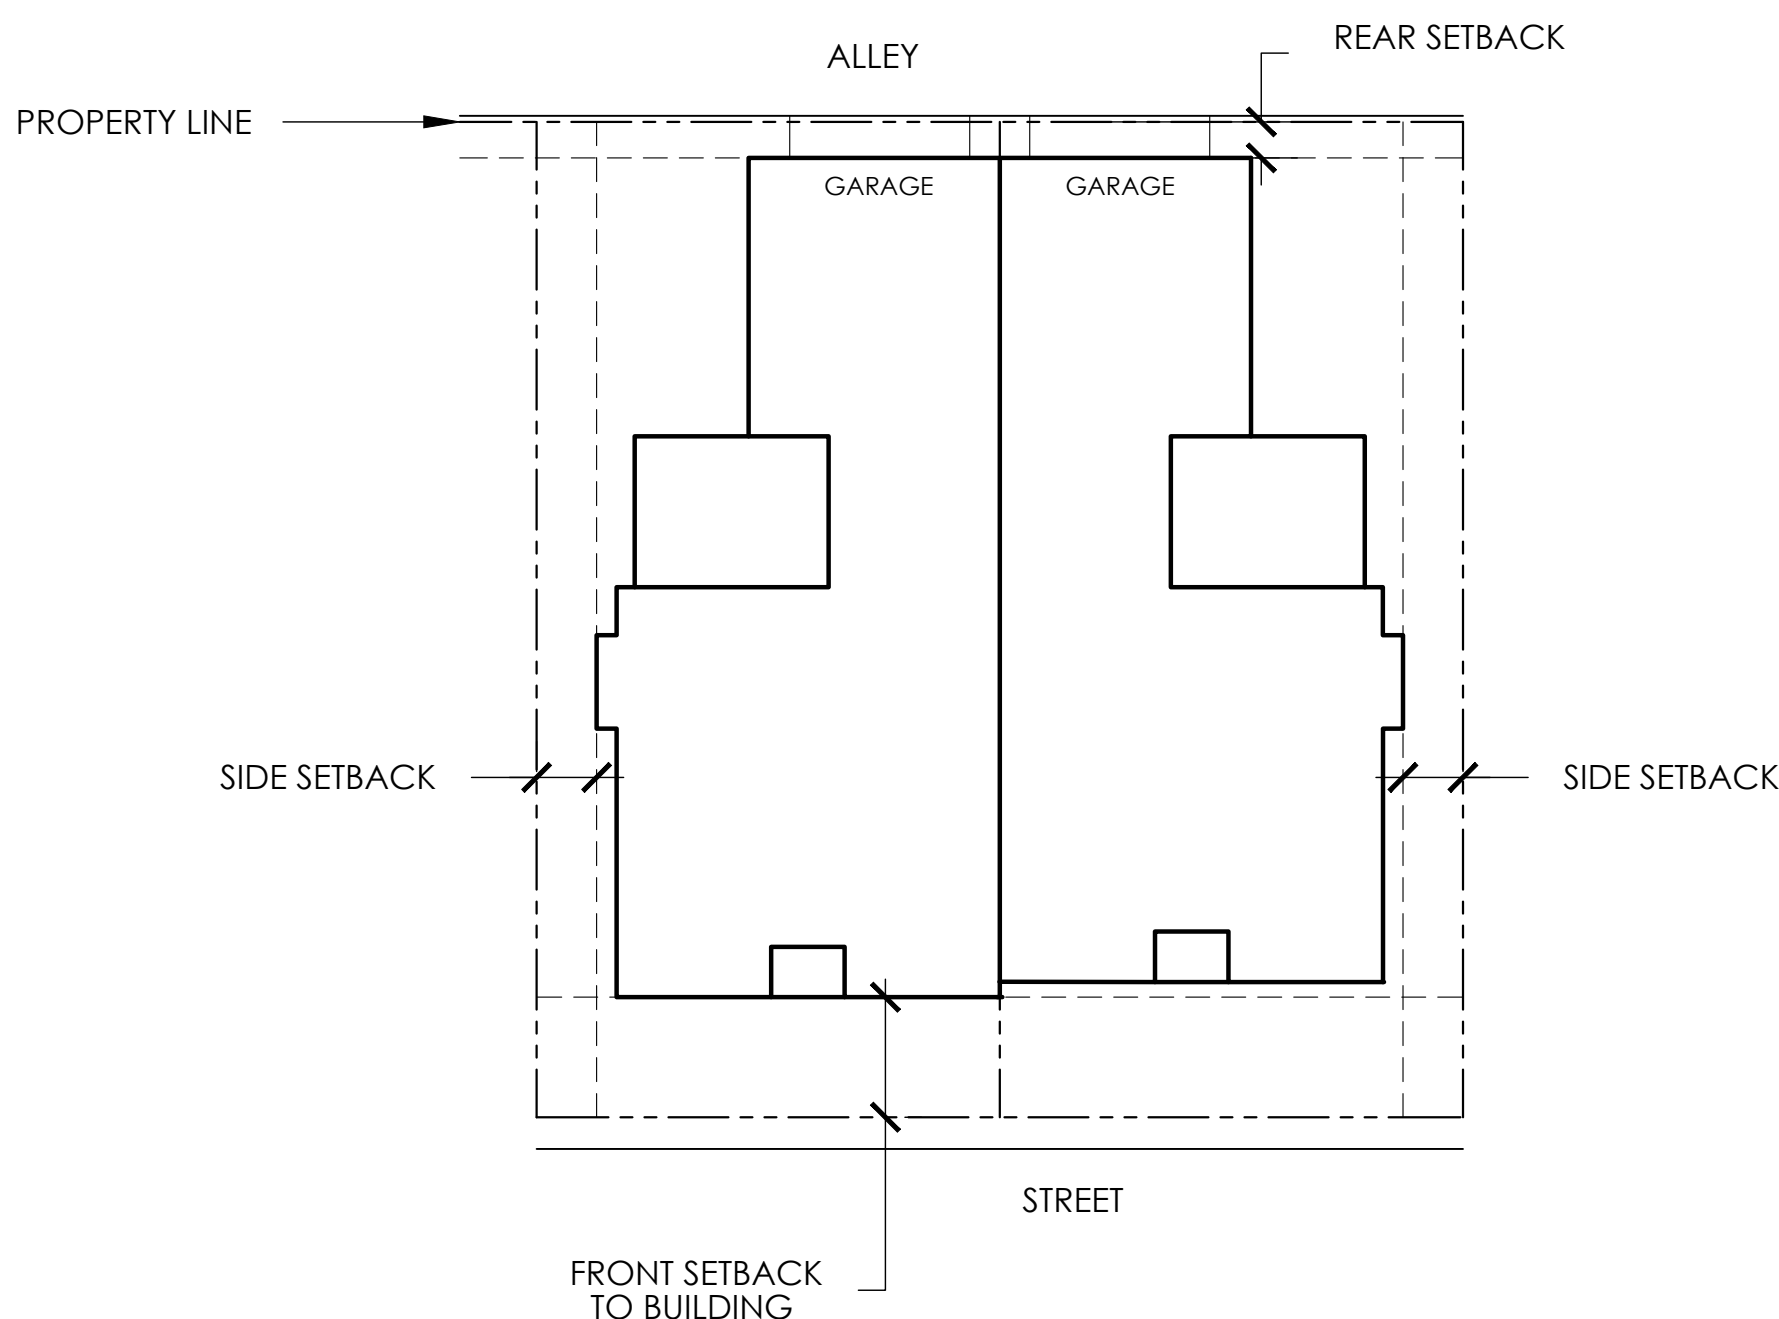 REAR SETBACK
ALLEY
PROPERTY LINE
GARAGE
GARAGE
SIDE SETBACK
SIDE SETBACK
STREET
FRONT SETBACK
TO BUILDING